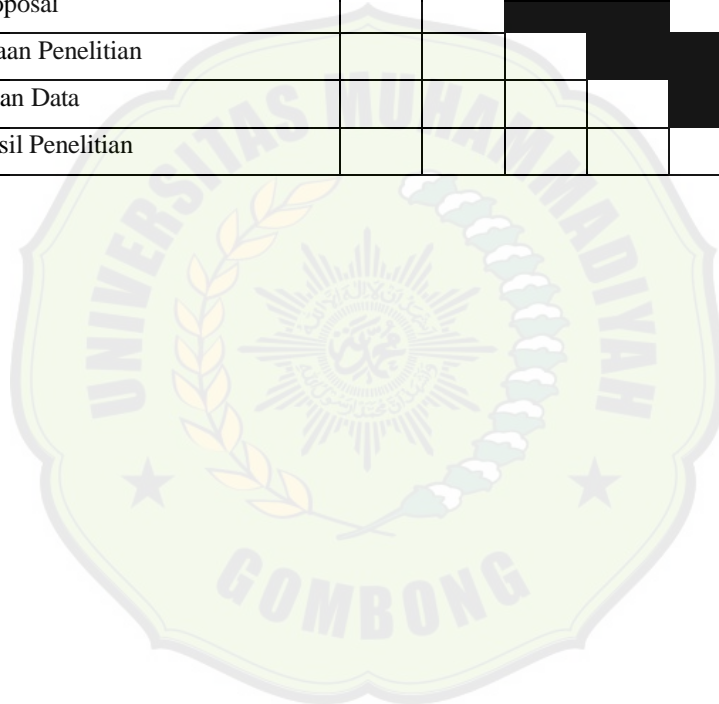 oposal
aan Penelitian
an Data
sil Penelitian
UNIVERSITAS MUHAMMADIYAH
GOMBONG